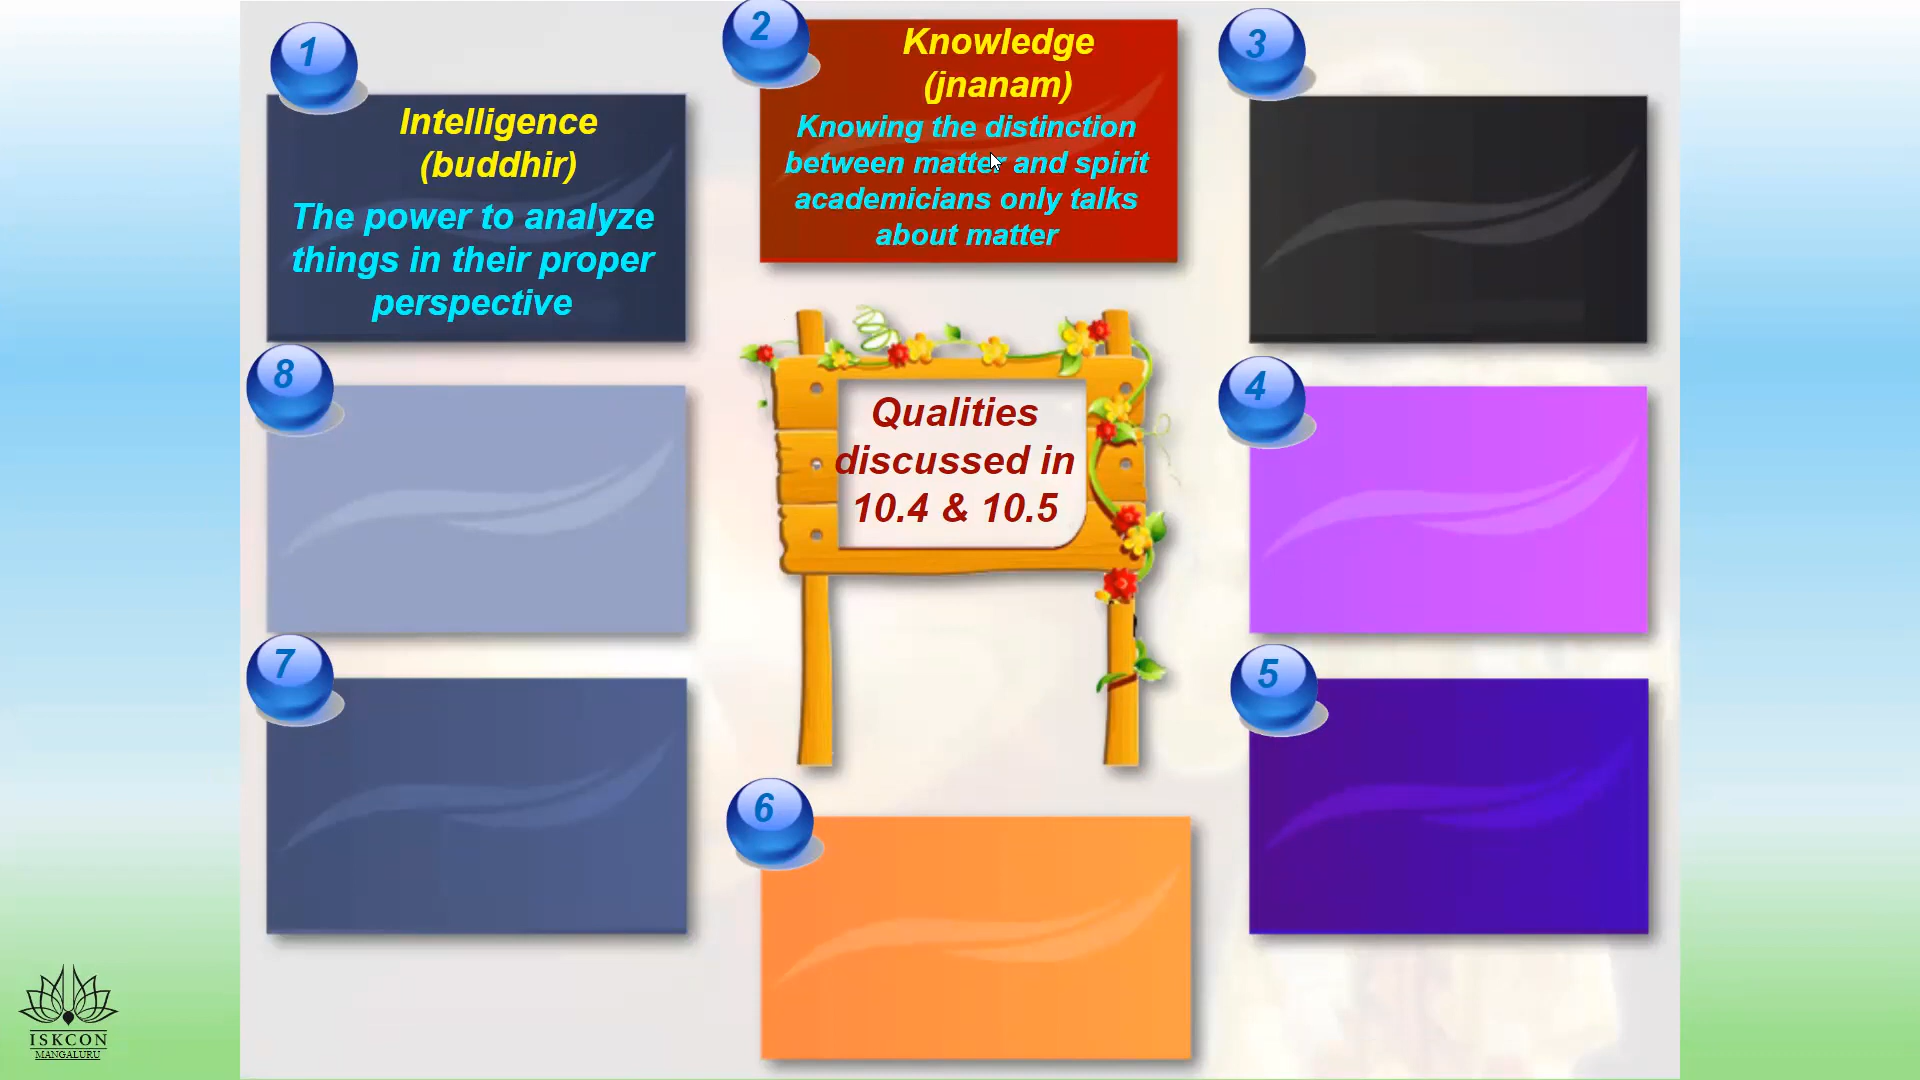 1
Intelligence
(buddhir)
The power to analyze
things in their proper
perspective
2
Knowledge
(jnanam)
Knowing the distinction
between matter and spirit
academicians only talks
about matter
3
8
Qualities
discussed in
10.4 & 10.5
4
7
5
6
ISKCON
MANGALURU